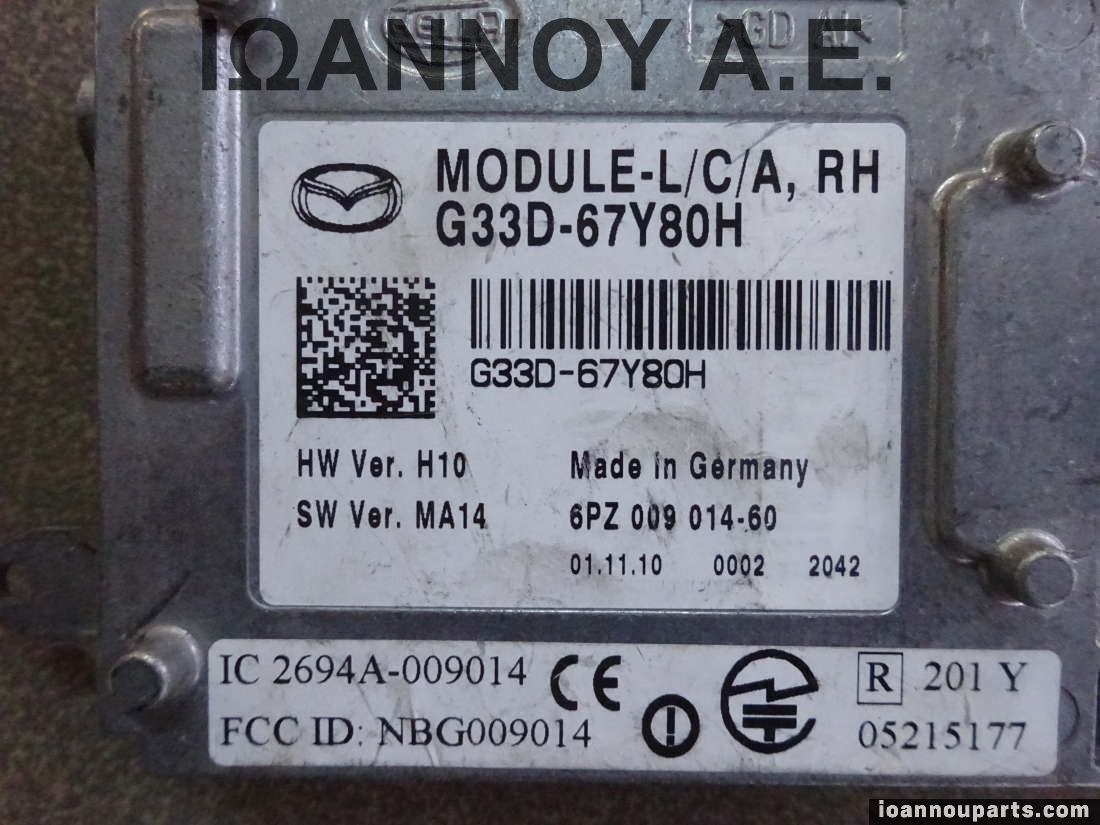 ΙΩΑΝΝΟΥ Α.Ε.
MODULE-L/C/A, RH
G33D-67Y80H
G33D-67Y80H
HW Ver. H10
Made in Germany
SW Ver. MA14
6PZ 009 014-60
01.11.10 0002 2042
IC 2694A-009014
CE
R 201 Y
FCC ID: NBG009014
05215177
ioannouparts.com